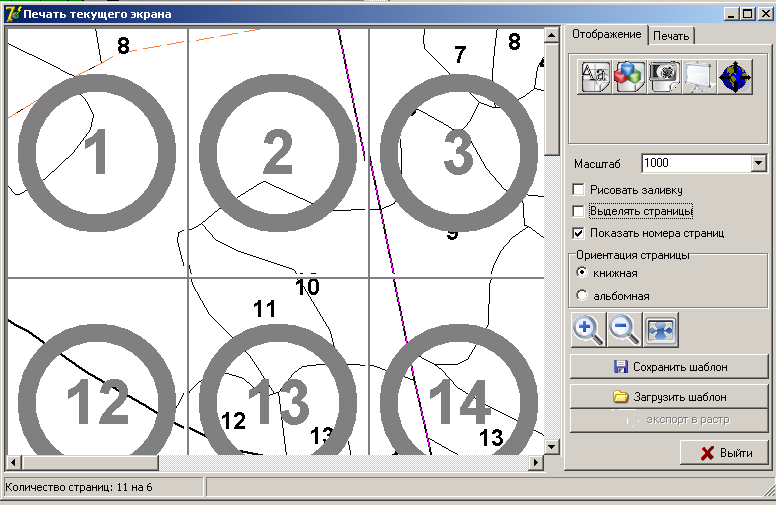 Печать текущего экрана
Отображение
Печать
Aa
Масштаб
1000
Рисовать заливку
Выделять страницы
Показать номера страниц
Ориентация страницы
книжная
альбомная
Сохранить шаблон
Загрузить шаблон
экспорт в растр
Выйти
8
7
8
1
2
3
9
10
11
12
13
14
12
13
13
Количество страниц: 11 на 6